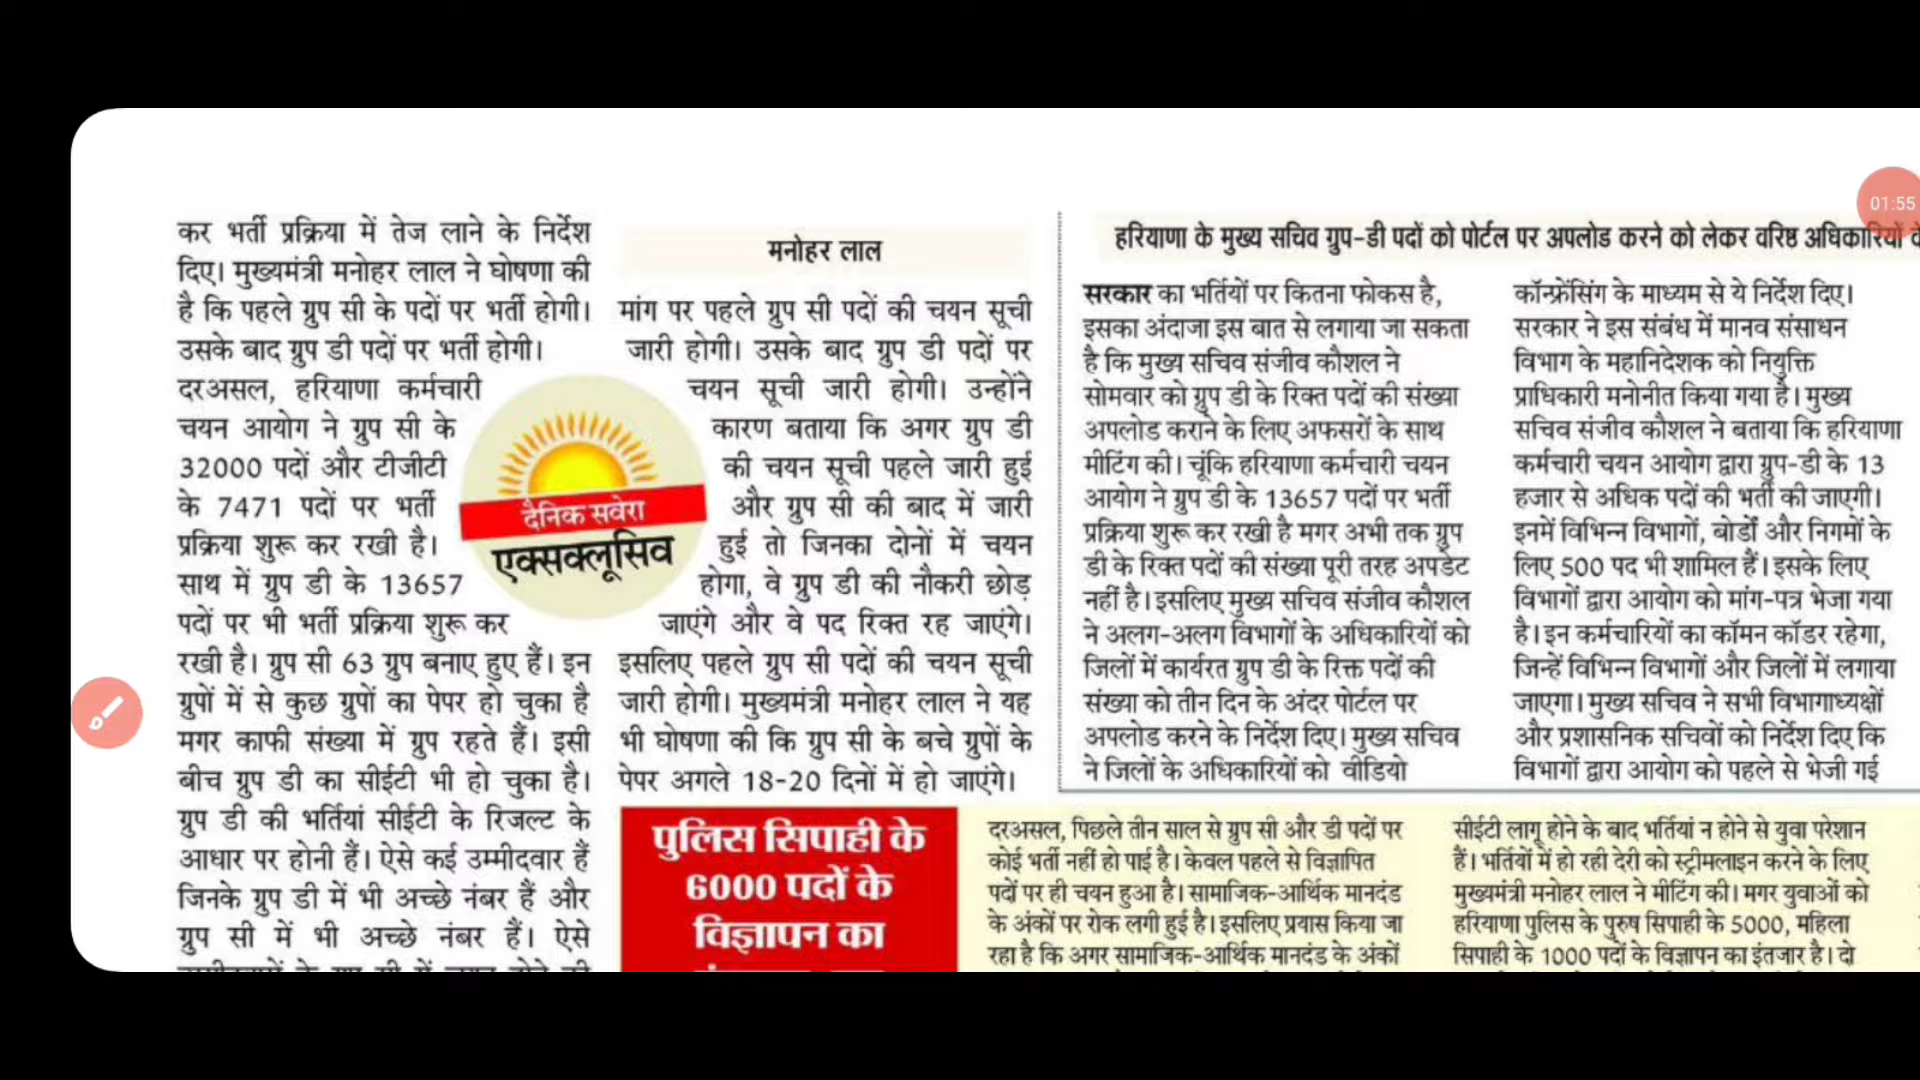 कर भर्ती प्रक्रिया में तेज लाने के निर्देश
दिए। मुख्यमंत्री मनोहर लाल ने घोषणा की
है कि पहले ग्रुप सी के पदों पर भर्ती होगी।
उसके बाद ग्रुप डी पदों पर भर्ती होगी।
दरअसल, हरियाणा कर्मचारी
चयन आयोग ने ग्रुप सी के
32000 पदों और टीजीटी
के 7471 पदों पर भर्ती
प्रक्रिया शुरू कर रखी है।
साथ में ग्रुप डी के 13657
पदों पर भी भर्ती प्रक्रिया शुरू कर
रखी है। ग्रुप सी 63 ग्रुप बनाए हुए हैं। इन
ग्रुपों में से कुछ ग्रुपों का पेपर हो चुका है
मगर काफी संख्या में ग्रुप रहते हैं। इसी
बीच ग्रुप डी का सीईटी भी हो चुका है।
ग्रुप डी की भर्तियां सीईटी के रिजल्ट के
आधार पर होनी हैं। ऐसे कई उम्मीदवार हैं
जिनके ग्रुप डी में भी अच्छे नंबर हैं और
ग्रुप सी में भी अच्छे नंबर हैं। ऐसे
दैनिक सवेरा
एक्सक्लूसिव
मनोहर लाल
मांग पर पहले ग्रुप सी पदों की चयन सूची
जारी होगी। उसके बाद ग्रुप डी पदों पर
चयन सूची जारी होगी। उन्होंने
कारण बताया कि अगर ग्रुप डी
की चयन सूची पहले जारी हुई
और ग्रुप सी की बाद में जारी
हुई तो जिनका दोनों में चयन
होगा, वे ग्रुप डी की नौकरी छोड़
जाएंगे और वे पद रिक्त रह जाएंगे।
इसलिए पहले ग्रुप सी पदों की चयन सूची
जारी होगी। मुख्यमंत्री मनोहर लाल ने यह
भी घोषणा की कि ग्रुप सी के बचे ग्रुपों के
पेपर अगले 18-20 दिनों में हो जाएंगे।
हरियाणा के मुख्य सचिव ग्रुप-डी पदों को पोर्टल पर अपलोड करने को लेकर वरिष्ठ अधिकारियों
01:55
सरकार का भर्तियों पर कितना फोकस है,
इसका अंदाजा इस बात से लगाया जा सकता
है कि मुख्य सचिव संजीव कौशल ने
सोमवार को ग्रुप डी के रिक्त पदों की संख्या
अपलोड कराने के लिए अफसरों के साथ
मीटिंग की। चूंकि हरियाणा कर्मचारी चयन
आयोग ने ग्रुप डी के 13657 पदों पर भर्ती
प्रक्रिया शुरू कर रखी है मगर अभी तक ग्रुप
डी के रिक्त पदों की संख्या पूरी तरह अपडेट
नहीं है। इसलिए मुख्य सचिव संजीव कौशल
ने अलग-अलग विभागों के अधिकारियों को
जिलों में कार्यरत ग्रुप डी के रिक्त पदों की
संख्या को तीन दिन के अंदर पोर्टल पर
अपलोड करने के निर्देश दिए। मुख्य सचिव
ने जिलों के अधिकारियों को वीडियो
कॉन्फ्रेंसिंग के माध्यम से ये निर्देश दिए।
सरकार ने इस संबंध में मानव संसाधन
विभाग के महानिदेशक को नियुक्ति
प्राधिकारी मनोनीत किया गया है। मुख्य
सचिव संजीव कौशल ने बताया कि हरियाणा
कर्मचारी चयन आयोग द्वारा ग्रुप-डी के 13
हजार से अधिक पदों की भर्ती की जाएगी।
इनमें विभिन्न विभागों, बोर्डों और निगमों के
लिए 500 पद भी शामिल हैं। इसके लिए
विभागों द्वारा आयोग को मांग-पत्र भेजा गया
है। इन कर्मचारियों का कॉमन कॉडर रहेगा,
जिन्हें विभिन्न विभागों और जिलों में लगाया
जाएगा। मुख्य सचिव ने सभी विभागाध्यक्षों
और प्रशासनिक सचिवों को निर्देश दिए कि
विभागों द्वारा आयोग को पहले से भेजी गई
पुलिस सिपाही के
6000 पदों के
विज्ञापन का
दरअसल, पिछले तीन साल से ग्रुप सी और डी पदों पर
कोई भर्ती नहीं हो पाई है। केवल पहले से विज्ञापित
पदों पर ही चयन हुआ है। सामाजिक-आर्थिक मानदंड
के अंकों पर रोक लगी हुई है। इसलिए प्रयास किया जा
रहा है कि अगर सामाजिक-आर्थिक मानदंड के अंकों
सीईटी लागू होने के बाद भर्तियां न होने से युवा परेशान
हैं। भर्तियों में हो रही देरी को स्ट्रीमलाइन करने के लिए
मुख्यमंत्री मनोहर लाल ने मीटिंग की। मगर युवाओं को
हरियाणा पुलिस के पुरुष सिपाही के 5000, महिला
सिपाही के 1000 पदों के विज्ञापन का इंतजार है। दो